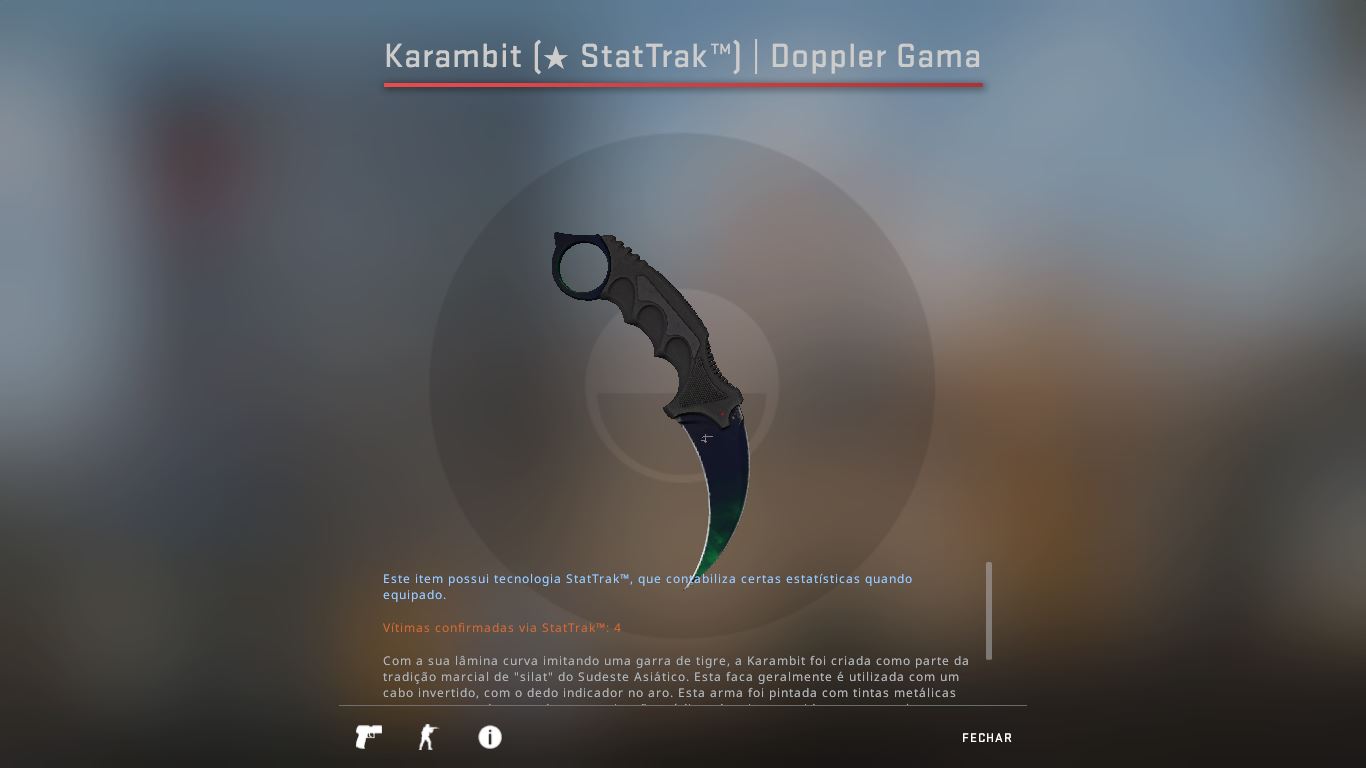 Karambit (★ StatTrak™) | Doppler Gama
Este item possui tecnologia StatTrak™, que contabiliza certas estatísticas quando
equipado.
Vítimas confirmadas via StatTrak™: 4
Com a sua lâmina curva imitando uma garra de tigre, a Karambit foi criada como parte da
tradição marcial de "silat" do Sudeste Asiático. Esta faca geralmente é utilizada com um
cabo invertido, com o dedo indicador no aro. Esta arma foi pintada com tintas metálicas
FECHAR